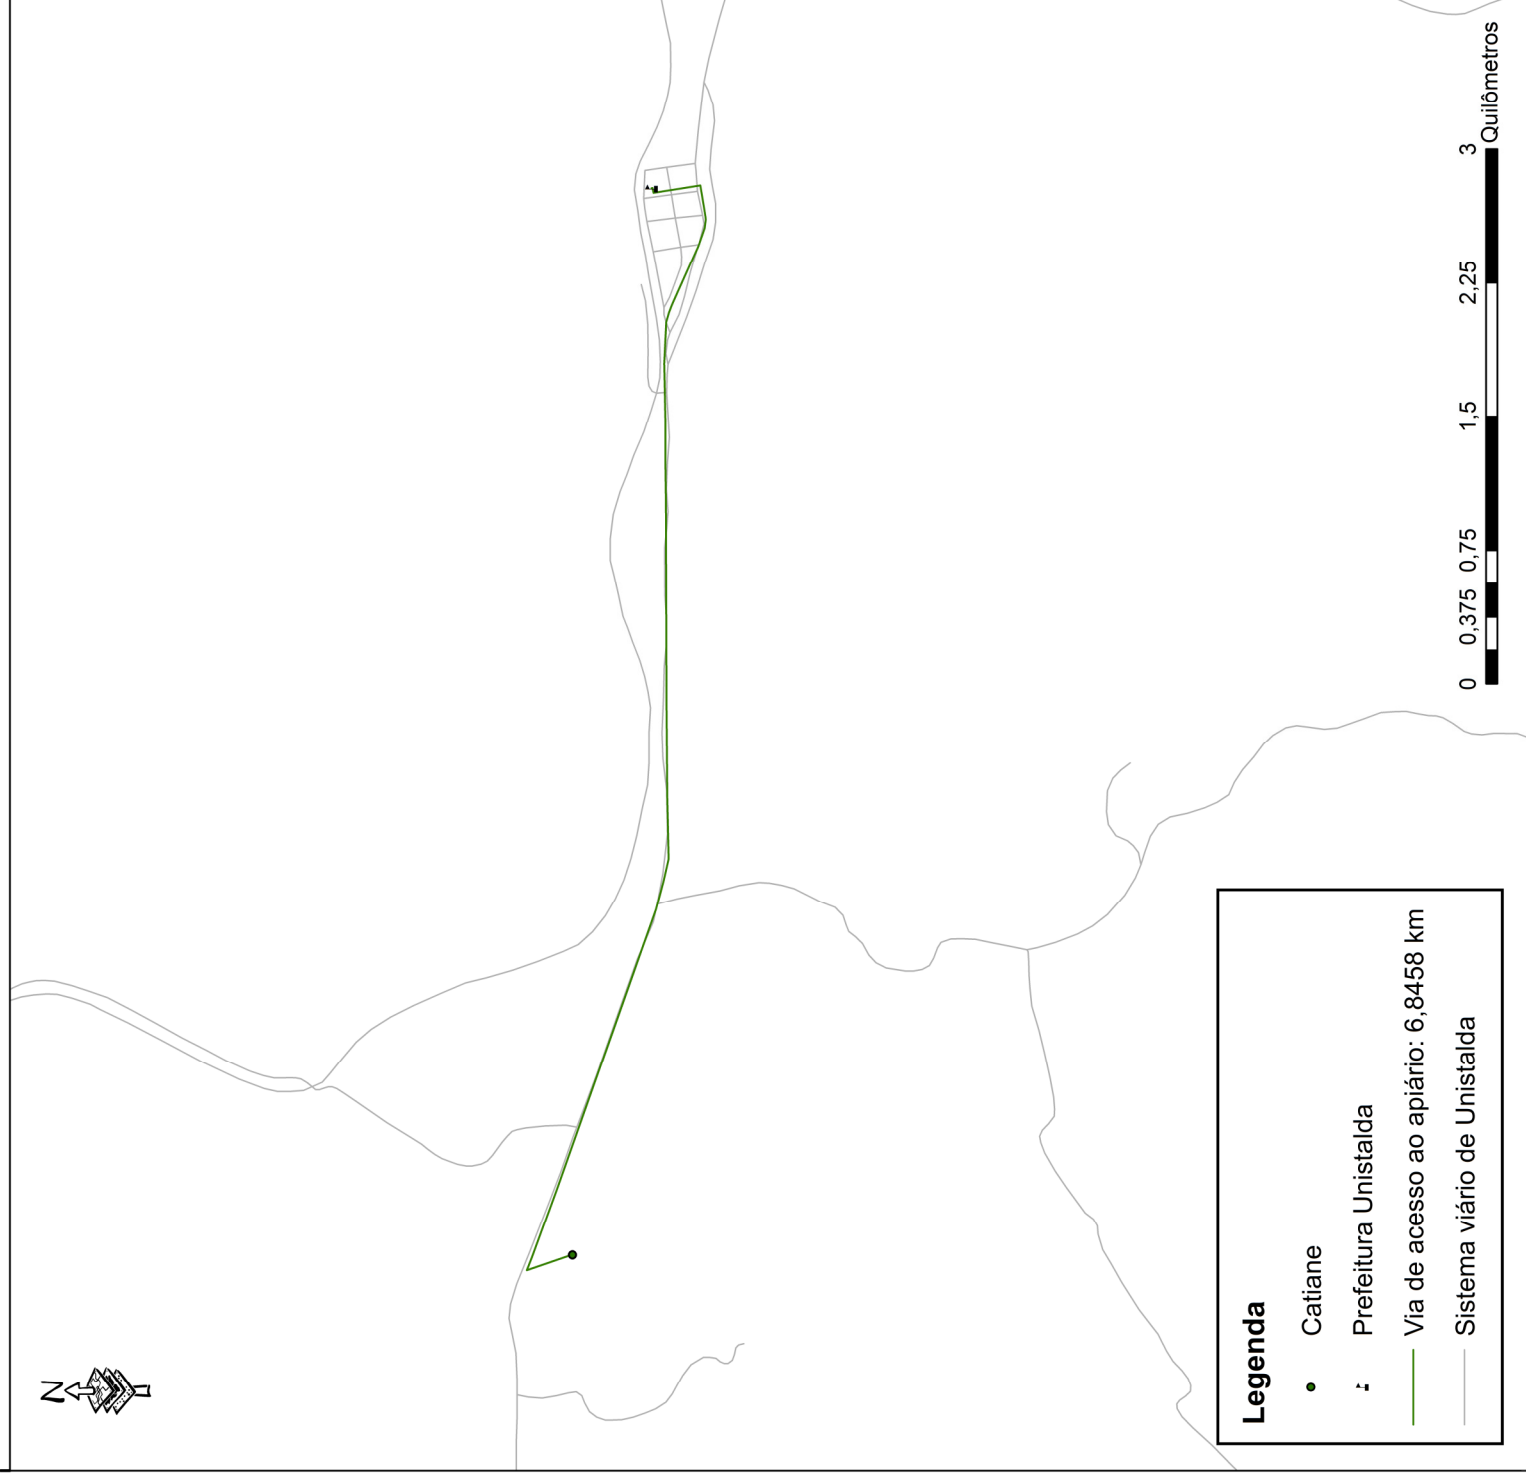 N
Legenda
Catiane
Prefeitura Unistalda
Via de acesso ao apiário: 6,8458 km
Sistema viário de Unistalda
0 0,375 0,75 1,5 2,25 3
Quilômetros